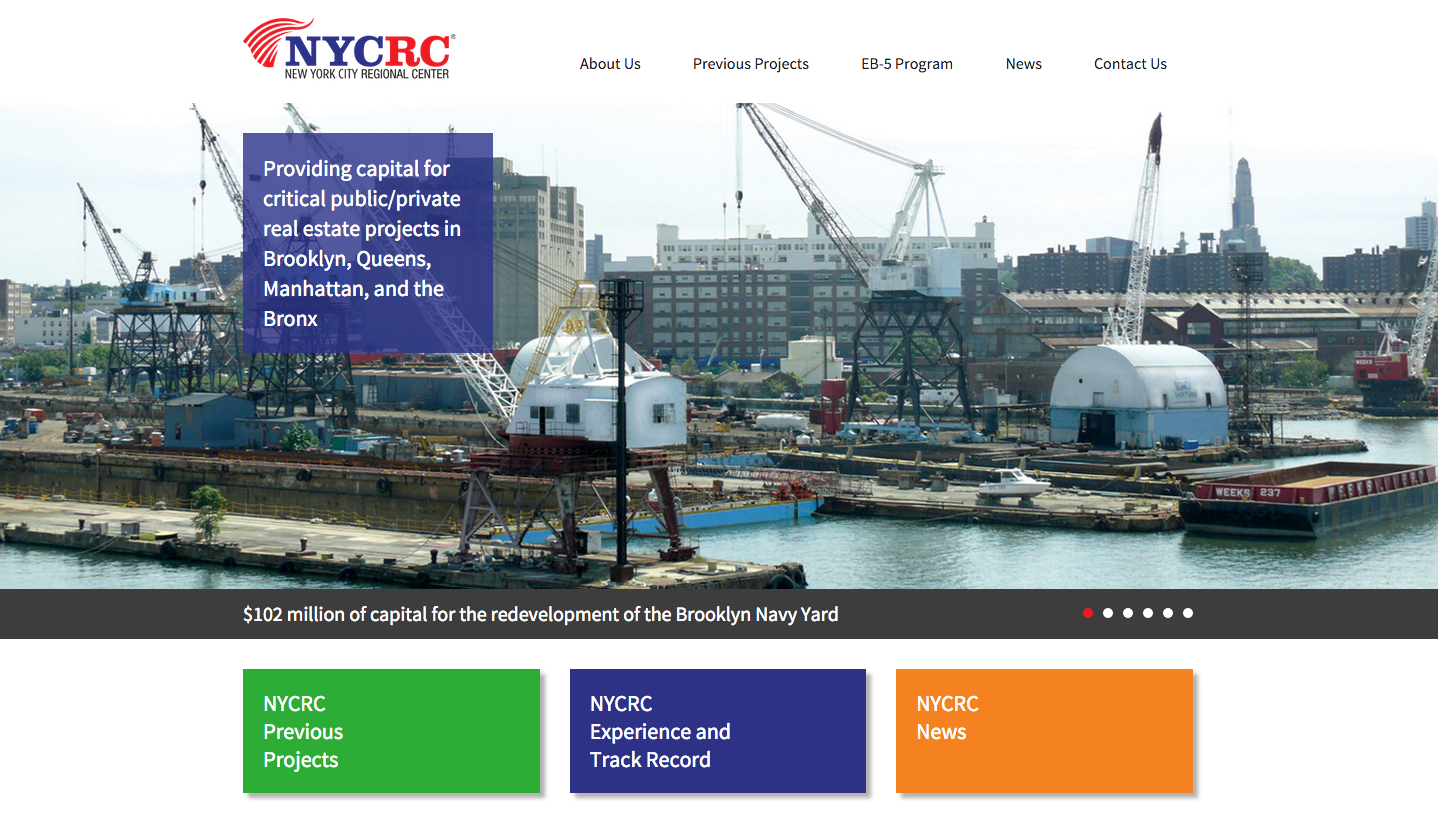 NYCRC®
NEW YORK CITY REGIONAL CENTER
About Us
Previous Projects
EB-5 Program
News
Contact Us
Providing capital for
critical public/private
real estate projects in
Brooklyn, Queens,
Manhattan, and the
Bronx
WEEKS
WEEKS 237
$102 million of capital for the redevelopment of the Brooklyn Navy Yard
NYCRC
Previous
Projects
NYCRC
Experience and
Track Record
NYCRC
News